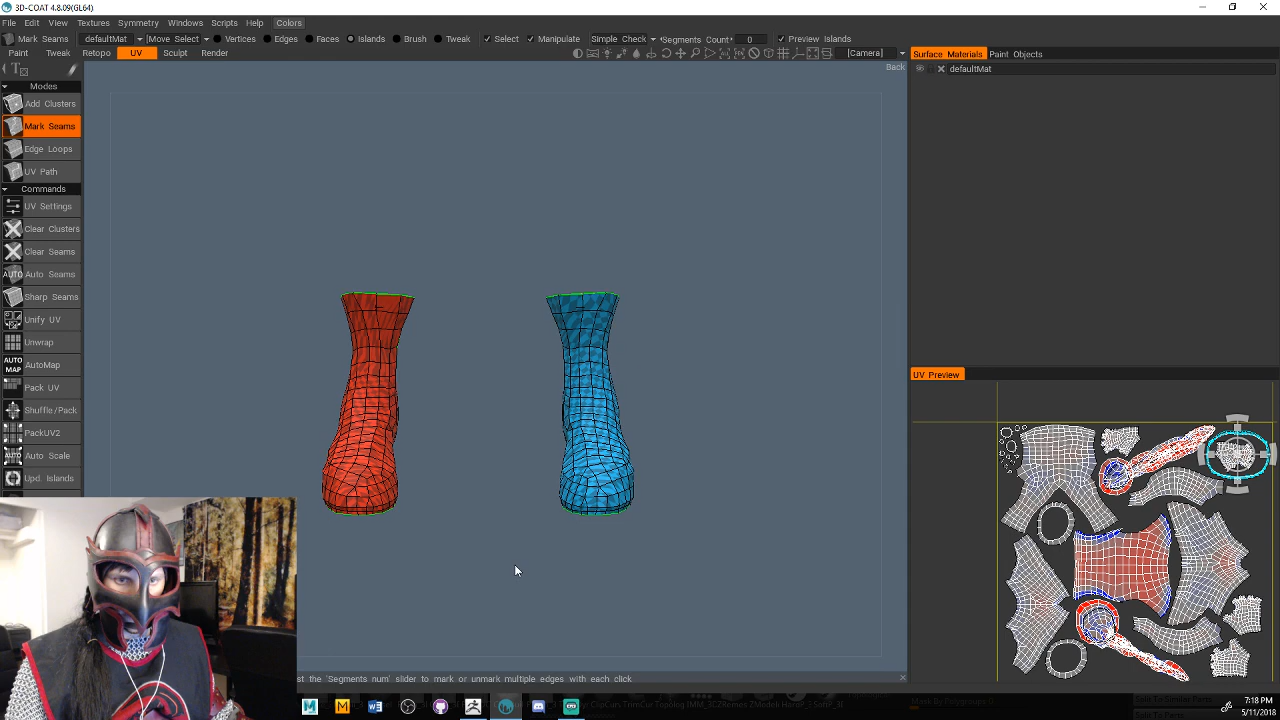 3D-COAT 4.8.09(GL64)
File Edit View Textures Symmetry Windows Scripts Help Colors
Mark Seams defaultMat [Move Select Vertices Edges Faces Islands Brush Tweak Select Manipulate Simple Check Segments Count 0 Preview Islands
Paint Tweak Retopo UV Sculpt Render [Camera] Surface Materials Paint Objects
Back
defaultMat
Modes
Add Clusters
Mark Seams
Edge Loops
UV Path
Commands
UV Settings
Clear Clusters
Clear Seams
AUTO Auto Seams
Sharp Seams
Unify UV
Unwrap
AUTO MAP AutoMap
UV Preview
Pack UV
Shuffle/Pack
PackUV2
AUTO Auto Scale
Upd. Islands
st the 'Segments num' slider to mark or unmark multiple edges with each click
7:18 PM
5/11/2018